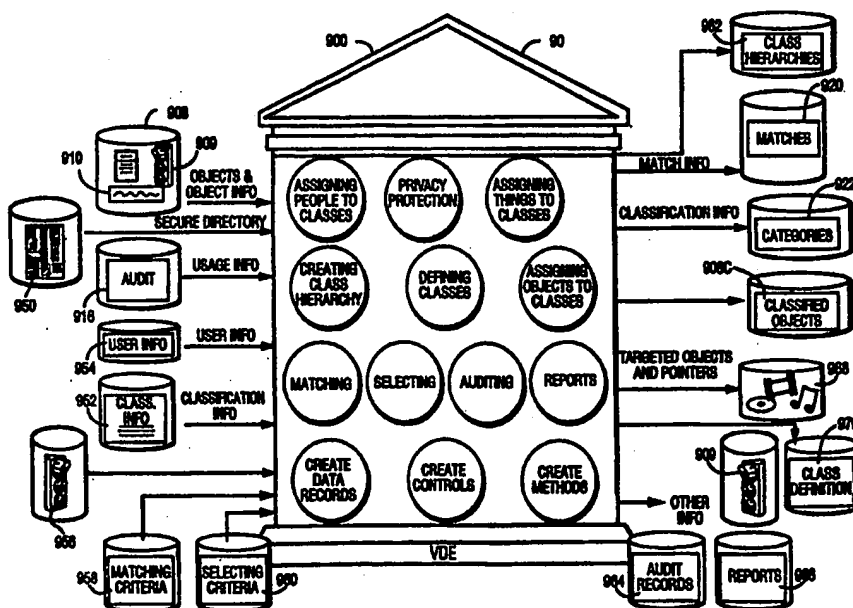 900
90
962
CLASS
HIERARCHIES
920
MATCHES
MATCH INFO
908
909
910
OBJECTS &
OBJECT INFO
SECURE DIRECTORY
950
ASSIGNING
PEOPLE TO
CLASSES
PRIVACY
PROTECTION
ASSIGNING
THINGS TO
CLASSES
CLASSIFICATION INFO
922
CATEGORIES
AUDIT
916
USAGE INFO
CREATING
CLASS
HIERARCHY
DEFINING
CLASSES
ASSIGNING
OBJECTS TO
CLASSES
CLASSIFIED
OBJECTS
USER INFO
954
USER INFO
MATCHING
SELECTING
AUDITING
REPORTS
TARGETED OBJECTS
AND POINTERS
952
CLASS.
INFO
CLASSIFICATION
INFO
CREATE
DATA
RECORDS
CREATE
CONTROLS
CREATE
METHODS
909
CLASS
DEFINITION
OTHER
INFO
VDE
958
MATCHING
CRITERIA
SELECTING
CRITERIA
960
AUDIT
RECORDS
964
REPORTS